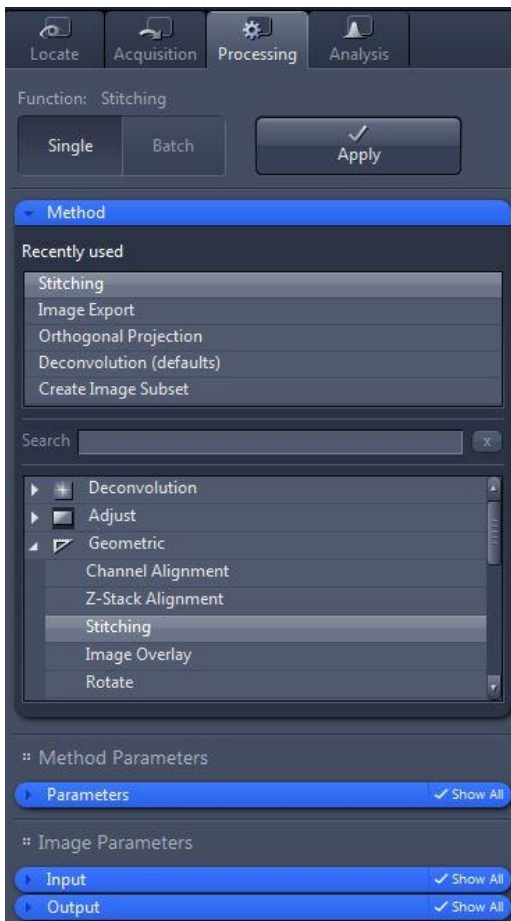 Locate Acquisition Processing Analysis
Function: Stitching
Single Batch Apply
Method
Recently used
Stitching
Image Export
Orthogonal Projection
Deconvolution (defaults)
Create Image Subset
Search x
Deconvolution
Adjust
Geometric
Channel Alignment
Z-Stack Alignment
Stitching
Image Overlay
Rotate
Method Parameters
Parameters Show All
Image Parameters
Input Show All
Output Show All